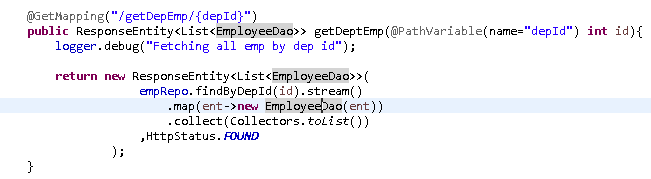 @GetMapping("/getDepEmp/{depId}")
public ResponseEntity<List<EmployeeDao>> getDeptEmp(@PathVariable(name="depId") int id){
logger.debug("Fetching all emp by dep id");
return new ResponseEntity<List<EmployeeDao>>(
empRepo.findByDepId(id).stream()
.map(ent->new EmployeeDao(ent))
.collect(Collectors.toList())
,HttpStatus.FOUND
);
}